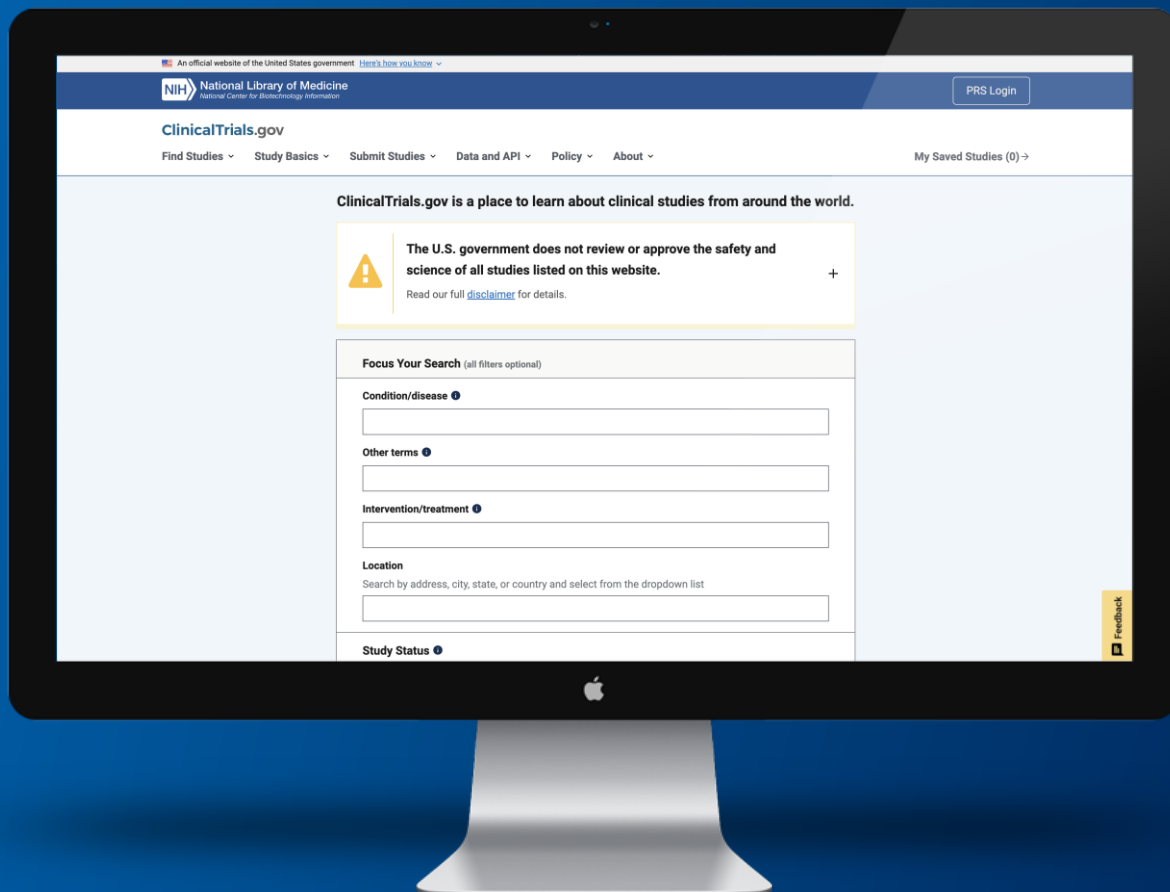 An official website of the United States government Here's how you know
NIH National Library of Medicine
National Center for Biotechnology Information
PRS Login
ClinicalTrials.gov
Find Studies Study Basics Submit Studies Data and API Policy About My Saved Studies (0)
ClinicalTrials.gov is a place to learn about clinical studies from around the world.
The U.S. government does not review or approve the safety and
science of all studies listed on this website.
Read our full disclaimer for details.
Focus Your Search (all filters optional)
Condition/disease
Other terms
Intervention/treatment
Location
Search by address, city, state, or country and select from the dropdown list
Study Status
Feedback